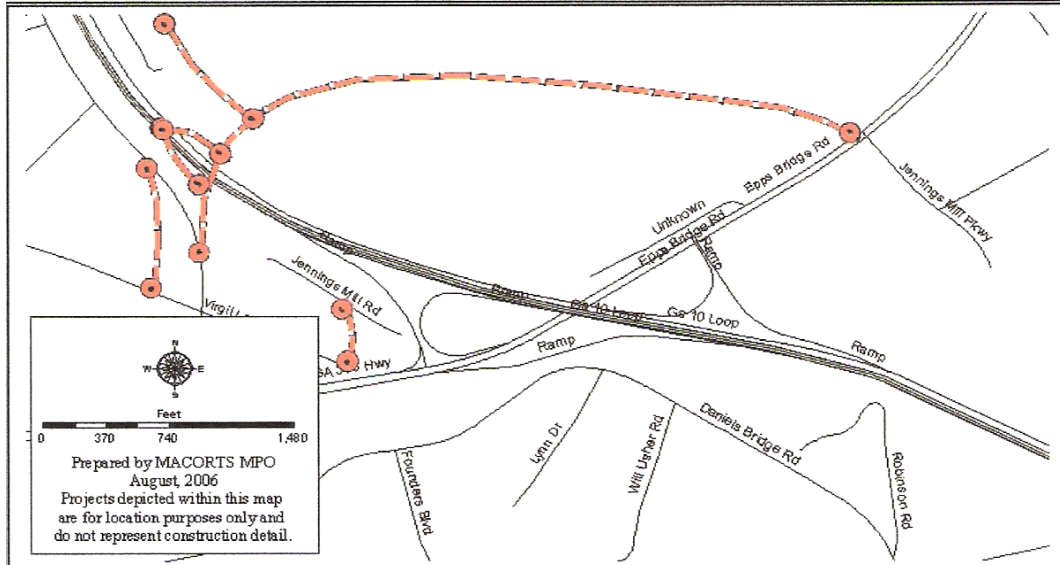 Epps Bridge Rd
Jennings Mill Pkwy
Unknown
Epps Bridge Rd
Ramp
Ramp
Jennings Mill Rd
Ramp
Ga 10 Loop
Ga 10 Loop
Ramp
Ramp
Hwy
Lynn Dr
Will Usher Rd
Daniels Bridge Rd
Robinson Rd
Founders Blvd
N
W E
S
Feet
0 370 740 1,480
Prepared by MACORTS MPO
August, 2006
Projects depicted within this map
are for location purposes only and
do not represent construction detail.